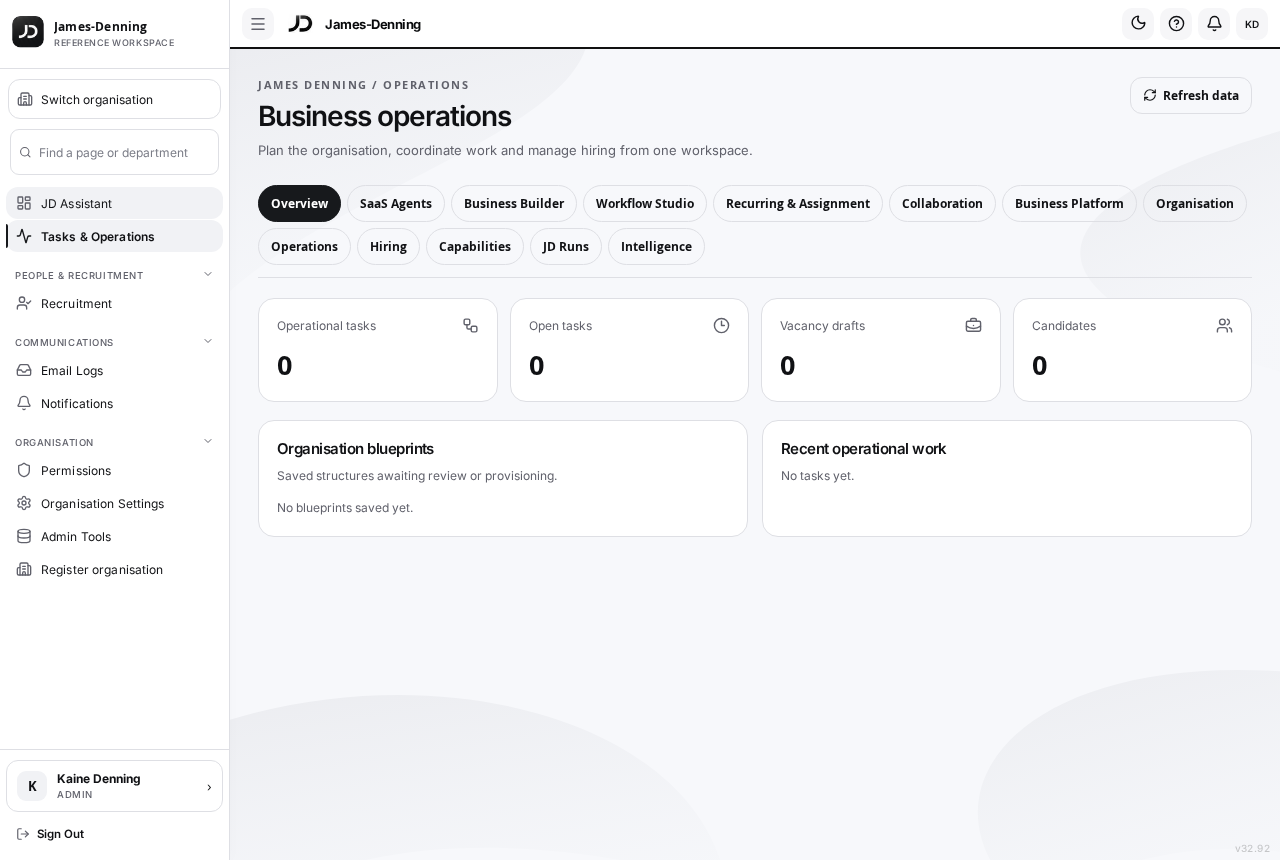 James-Denning
REFERENCE WORKSPACE
Switch organisation
Find a page or department
JD Assistant
Tasks & Operations
PEOPLE & RECRUITMENT
Recruitment
COMMUNICATIONS
Email Logs
Notifications
ORGANISATION
Permissions
Organisation Settings
Admin Tools
Register organisation
K
Kaine Denning
ADMIN
Sign Out
JD James-Denning
KD
JAMES DENNING / OPERATIONS
Business operations
Plan the organisation, coordinate work and manage hiring from one workspace.
Refresh data
Overview SaaS Agents Business Builder Workflow Studio Recurring & Assignment Collaboration Business Platform Organisation
Operations Hiring Capabilities JD Runs Intelligence
Operational tasks
0
Open tasks
0
Vacancy drafts
0
Candidates
0
Organisation blueprints
Saved structures awaiting review or provisioning.
No blueprints saved yet.
Recent operational work
No tasks yet.
v32.92